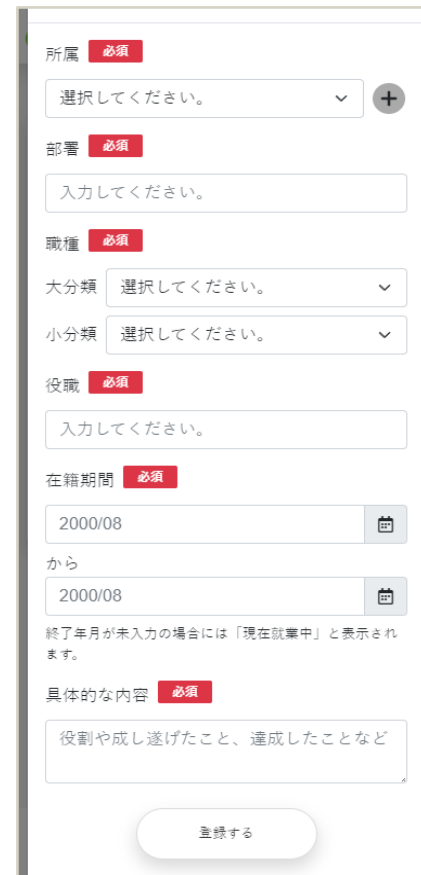 所属 必須
選択してください。
部署 必須
入力してください。
職種 必須
大分類 選択してください。
小分類 選択してください。
役職 必須
入力してください。
在籍期間 必須
2000/08
から
2000/08
終了年月が未入力の場合には「現在就業中」と表示され
ます。
具体的な内容 必須
役割や成し遂げたこと、達成したことなど
登録する